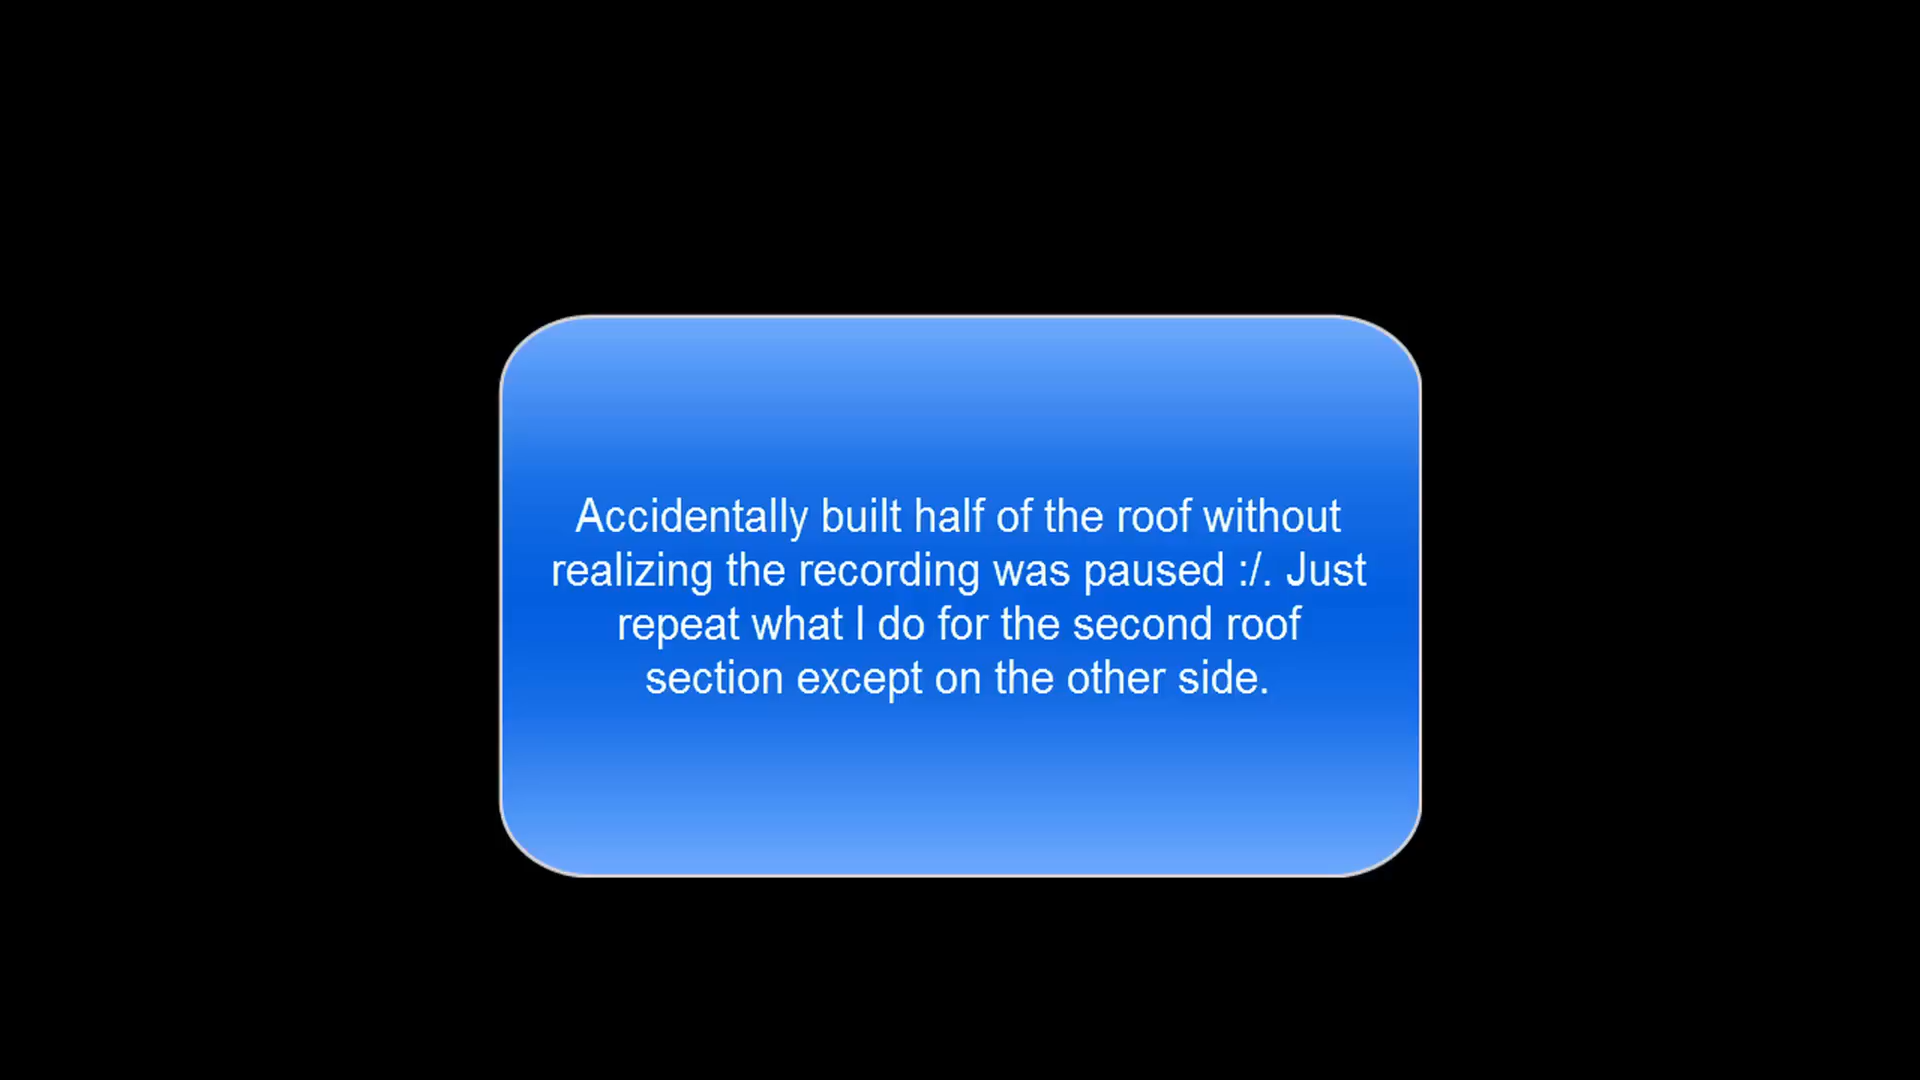 Accidentally built half of the roof without
realizing the recording was paused :/. Just
repeat what I do for the second roof
section except on the other side.